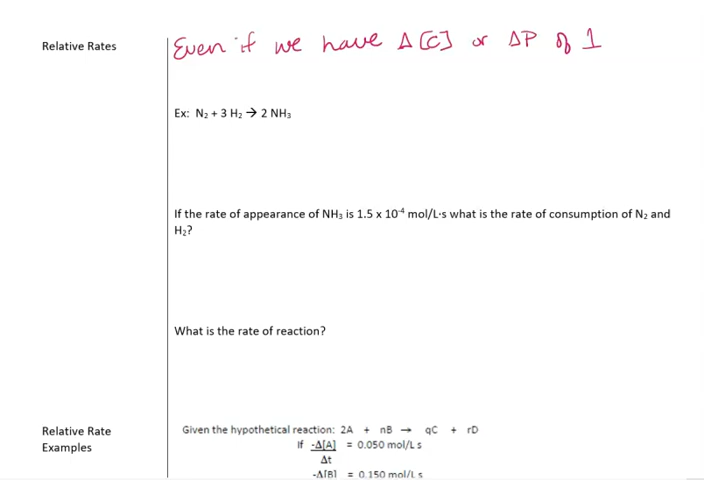 Relative Rates
Even if we have Δ[C] or ΔP of 1
Ex: N₂ + 3 H₂ → 2 NH₃
If the rate of appearance of NH₃ is 1.5 x 10⁻⁴ mol/L·s what is the rate of consumption of N₂ and
H₂?
What is the rate of reaction?
Relative Rate
Examples
Given the hypothetical reaction: 2A + nB → qC + rD
If -Δ[A] = 0.050 mol/L s
Δt
-Δ[B] = 0.150 mol/L s